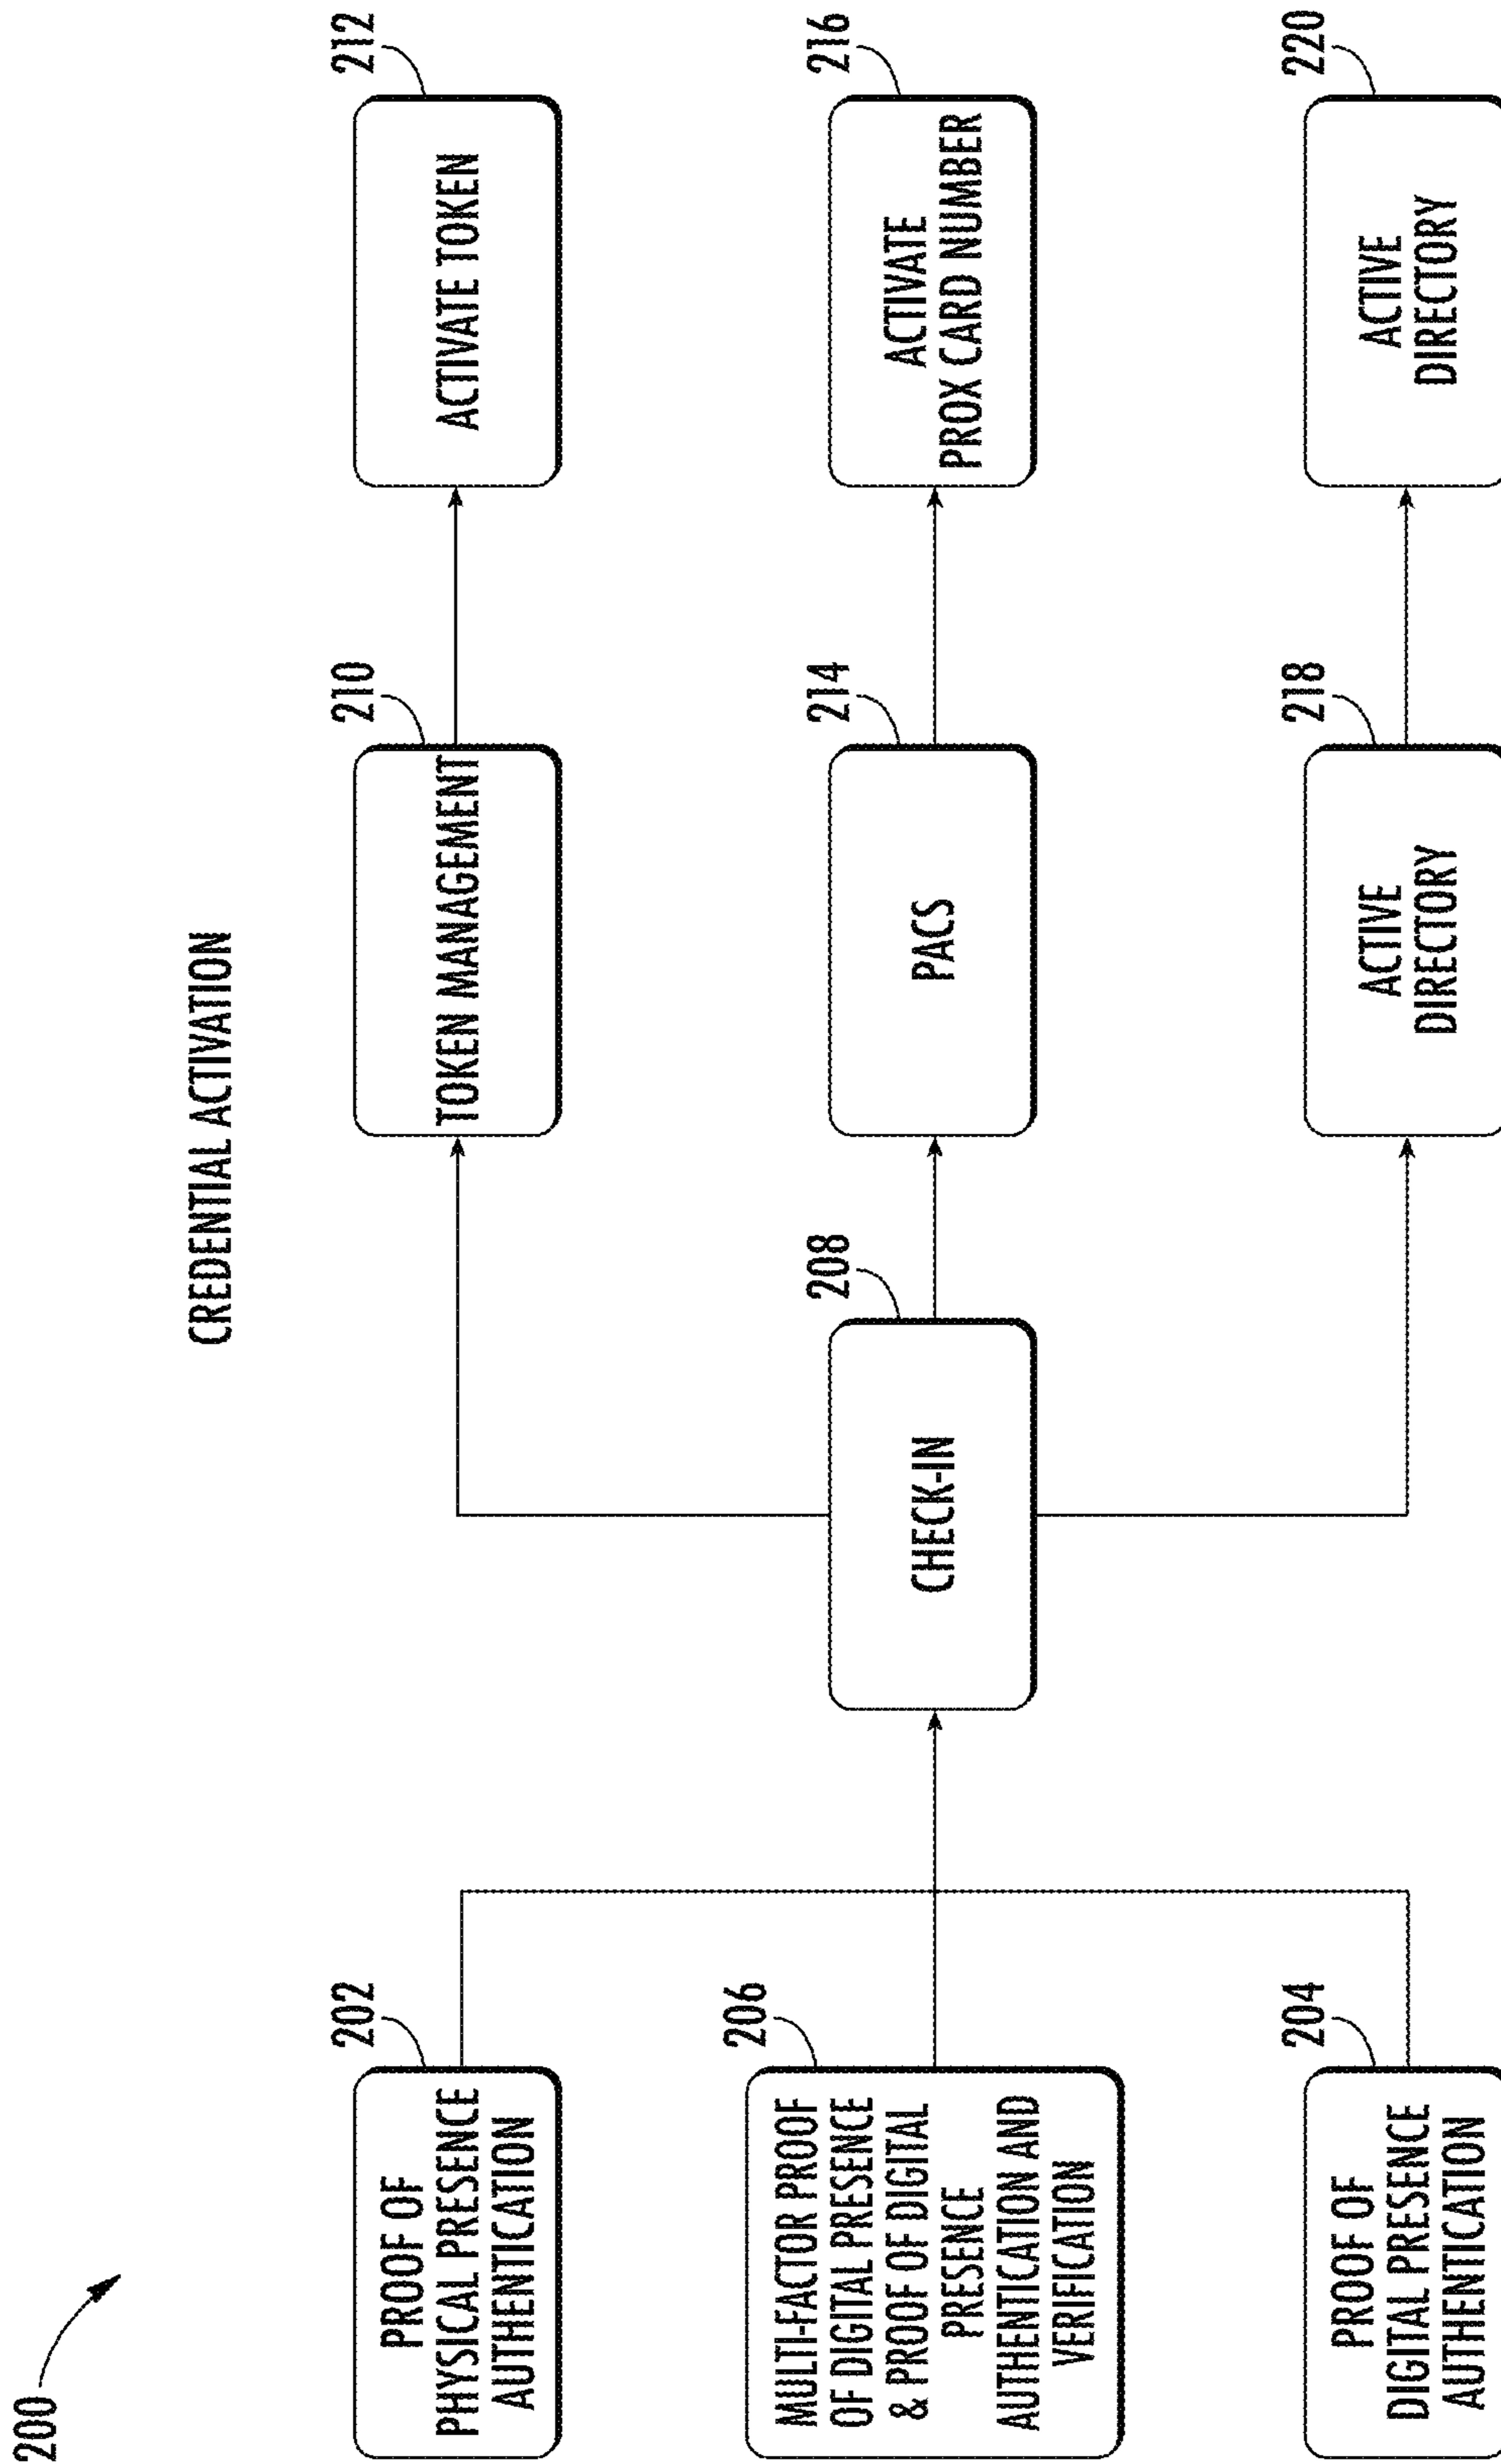 200
CREDENTIAL ACTIVATION
202
PROOF OF
PHYSICAL PRESENCE
AUTHENTICATION
206
MULTI-FACTOR PROOF
OF DIGITAL PRESENCE
& PROOF OF DIGITAL
PRESENCE
AUTHENTICATION AND
VERIFICATION
204
PROOF OF
DIGITAL PRESENCE
AUTHENTICATION
208
CHECK-IN
210
TOKEN MANAGEMENT
212
ACTIVATE TOKEN
214
PACS
216
ACTIVATE
PROX CARD NUMBER
218
ACTIVE
DIRECTORY
220
ACTIVE
DIRECTORY